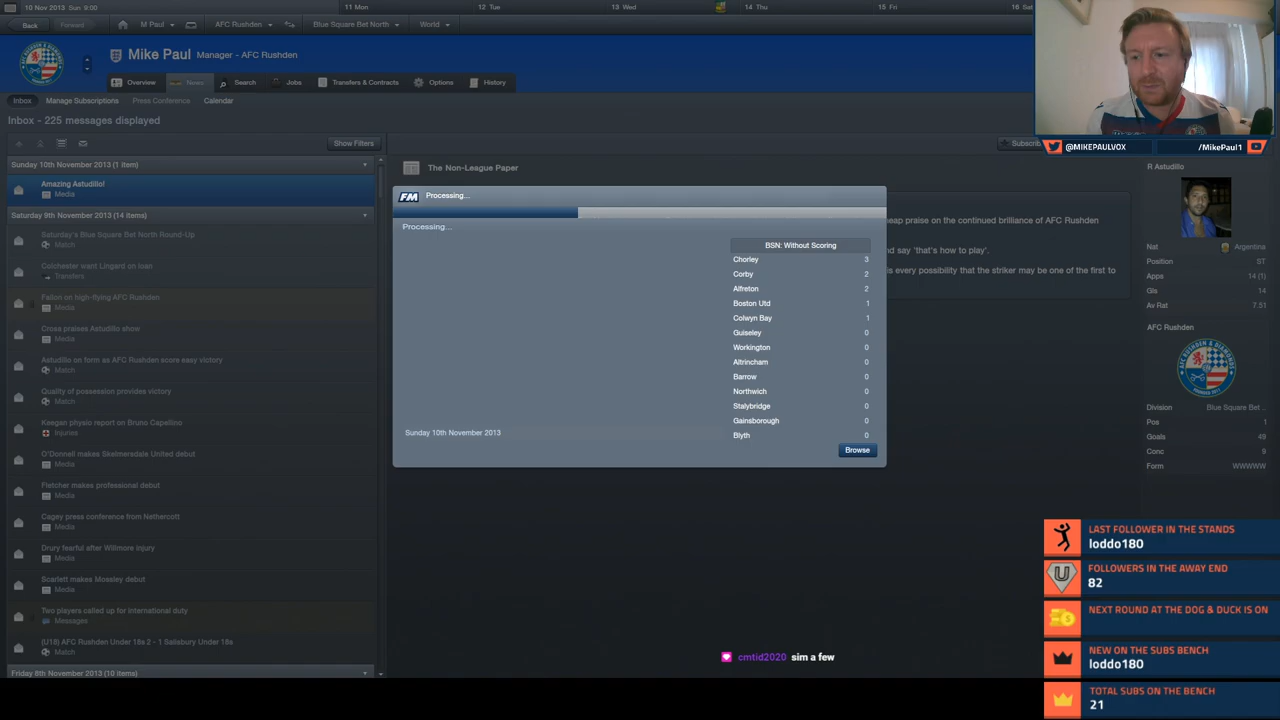 10 Nov 2013 Sun 9:00
11 Mon
12 Tue
13 Wed
14 Thu
15 Fri
16 Sat
Back
Forward
M Paul
AFC Rushden
Blue Square Bet North
World
Mike Paul Manager - AFC Rushden
Overview
News
Search
Jobs
Transfers & Contracts
Options
History
Inbox
Manage Subscriptions
Press Conference
Calendar
Inbox - 225 messages displayed
Show Filters
Sunday 10th November 2013 (1 item)
Amazing Astudillo!
Media
Saturday 9th November 2013 (14 items)
Saturday's Blue Square Bet North Round-Up
Match
Colchester want Lingard on loan
Transfers
Fallon on high-flying AFC Rushden
Media
Cross praises Astudillo show
Media
Astudillo on form as AFC Rushden score easy victory
Match
Quality of possession provides victory
Match
Keegan physio report on Bruno Capellino
Injuries
O'Donnell makes Skelmersdale United debut
Media
Fletcher makes professional debut
Media
Cagey press conference from Nethercott
Media
Drury fearful after Willmore injury
Media
Scarlett makes Mossley debut
Media
Two players called up for international duty
Messages
(U18) AFC Rushden Under 18s 2 - 1 Salisbury Under 18s
Match
Friday 8th November 2013 (10 items)
The Non-League Paper
eap praise on the continued brilliance of AFC Rushden
nd say 'that's how to play'.
is every possibility that the striker may be one of the first to
FM
Processing...
Processing...
BSN: Without Scoring
Chorley 3
Corby 2
Alfreton 2
Boston Utd 1
Colwyn Bay 1
Guiseley 0
Workington 0
Altrincham 0
Barrow 0
Northwich 0
Stalybridge 0
Gainsborough 0
Blyth 0
Sunday 10th November 2013
Browse
Subscrib
@MIKEPAULVOX
/MikePaul1
R Astudillo
Nat Argentina
Position ST
Apps 14 (1)
Gls 14
Av Rat 7.51
AFC Rushden
AFC RUSHDEN & DIAMONDS
Division Blue Square Bet ..
Pos 1
Goals 49
Conc 9
Form WWWWW
LAST FOLLOWER IN THE STANDS
loddo180
FOLLOWERS IN THE AWAY END
82
NEXT ROUND AT THE DOG & DUCK IS ON
NEW ON THE SUBS BENCH
loddo180
TOTAL SUBS ON THE BENCH
21
cmtid2020 sim a few